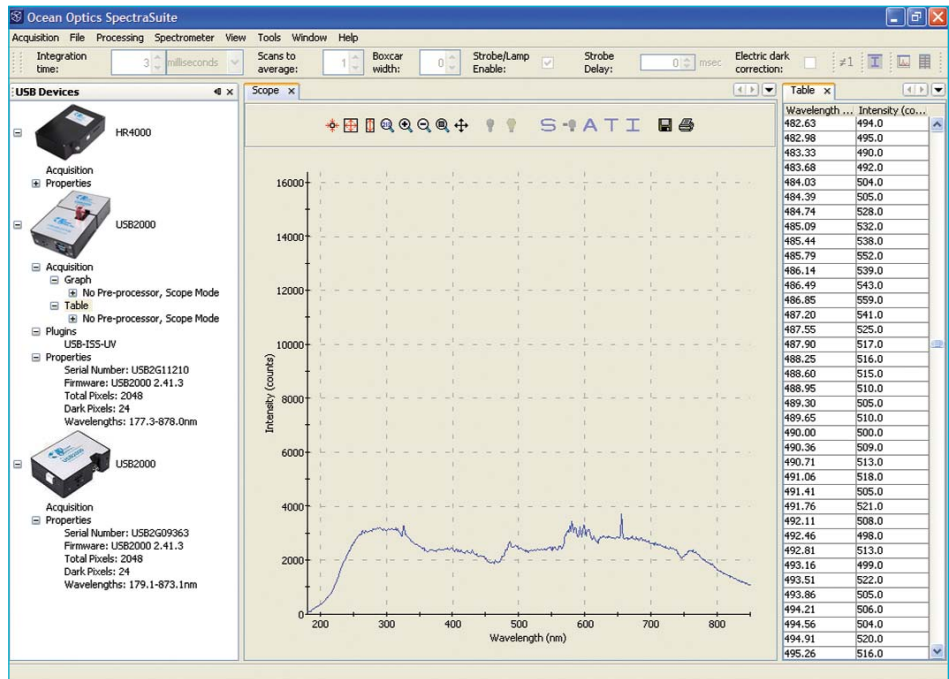 Ocean Optics SpectraSuite
Acquisition File Processing Spectrometer View Tools Window Help
Integration time: 3 milliseconds Scans to average: 1 Boxcar width: 0 Strobe/Lamp Enable: Strobe Delay: 0 msec Electric dark correction: ≠1
USB Devices
HR4000
Acquisition
Properties
USB2000
Acquisition
Graph
No Pre-processor, Scope Mode
Table
No Pre-processor, Scope Mode
Plugins
USB-ISS-UV
Properties
Serial Number: USB2G11210
Firmware: USB2000 2.41.3
Total Pixels: 2048
Dark Pixels: 24
Wavelengths: 177.3-878.0nm
USB2000
Acquisition
Properties
Serial Number: USB2G09363
Firmware: USB2000 2.41.3
Total Pixels: 2048
Dark Pixels: 24
Wavelengths: 179.1-873.1nm
Scope
S A T I
16000
14000
12000
10000
8000
6000
4000
2000
0
Intensity (counts)
200 300 400 500 600 700 800
Wavelength (nm)
Table
Wavelength ... Intensity (co...
482.63 494.0
482.98 495.0
483.33 490.0
483.68 492.0
484.03 504.0
484.39 505.0
484.74 528.0
485.09 532.0
485.44 538.0
485.79 552.0
486.14 539.0
486.49 543.0
486.85 559.0
487.20 541.0
487.55 525.0
487.90 517.0
488.25 516.0
488.60 515.0
488.95 510.0
489.30 505.0
489.65 510.0
490.00 500.0
490.36 509.0
490.71 513.0
491.06 518.0
491.41 505.0
491.76 521.0
492.11 508.0
492.46 498.0
492.81 513.0
493.16 499.0
493.51 522.0
493.86 505.0
494.21 506.0
494.56 504.0
494.91 520.0
495.26 516.0